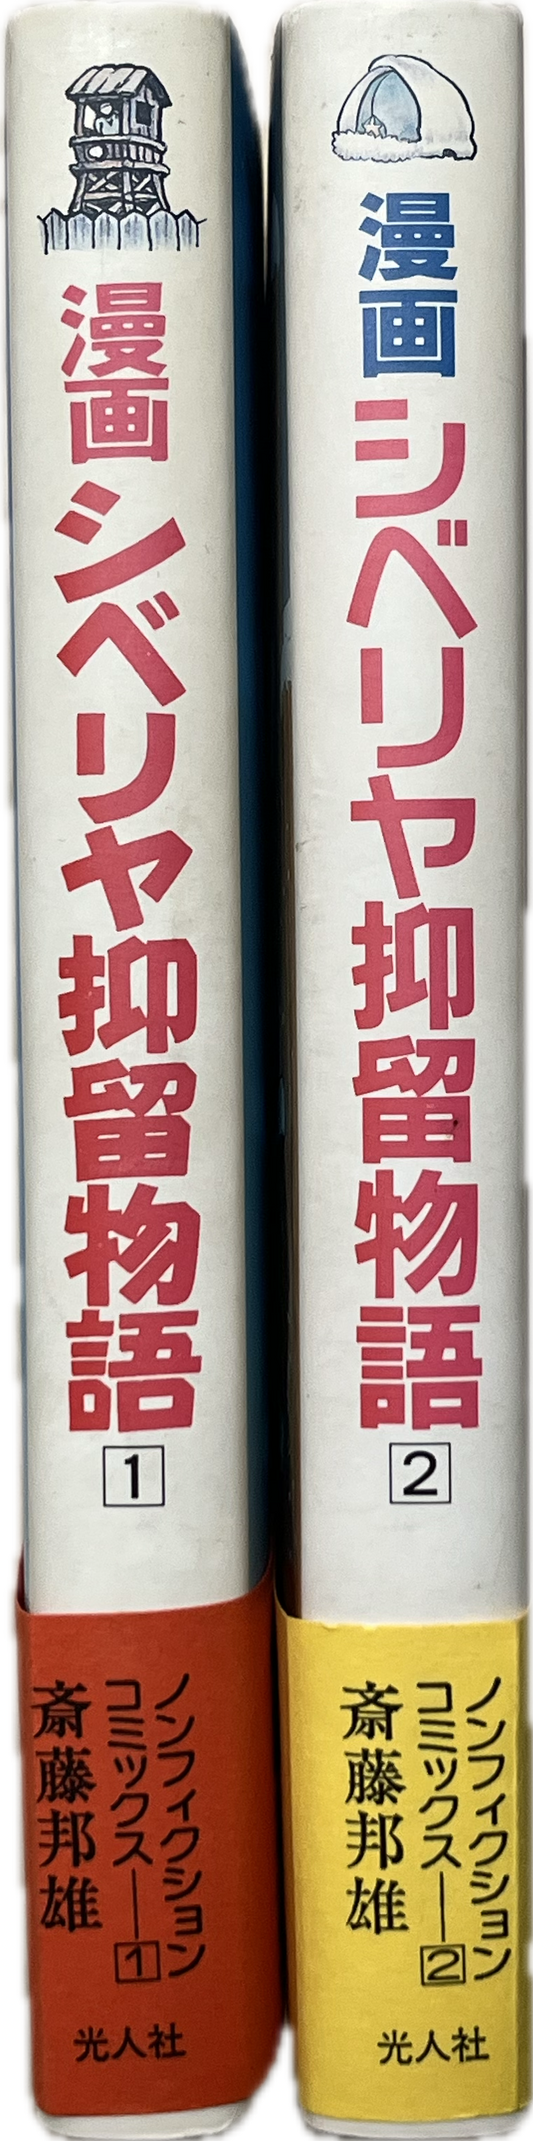 漫画
シベリヤ抑留物語
1
ノンフィクション
コミックス―1
斎藤邦雄
光人社
漫画
シベリヤ抑留物語
2
ノンフィクション
コミックス―2
斎藤邦雄
光人社